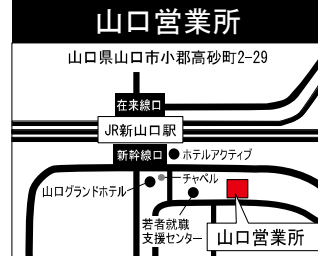 山口営業所
山口県山口市小郡高砂町2-29
在来線口
JR新山口駅
新幹線口
ホテルアクティブ
チャペル
山口グランドホテル
若者就職
支援センター
山口営業所